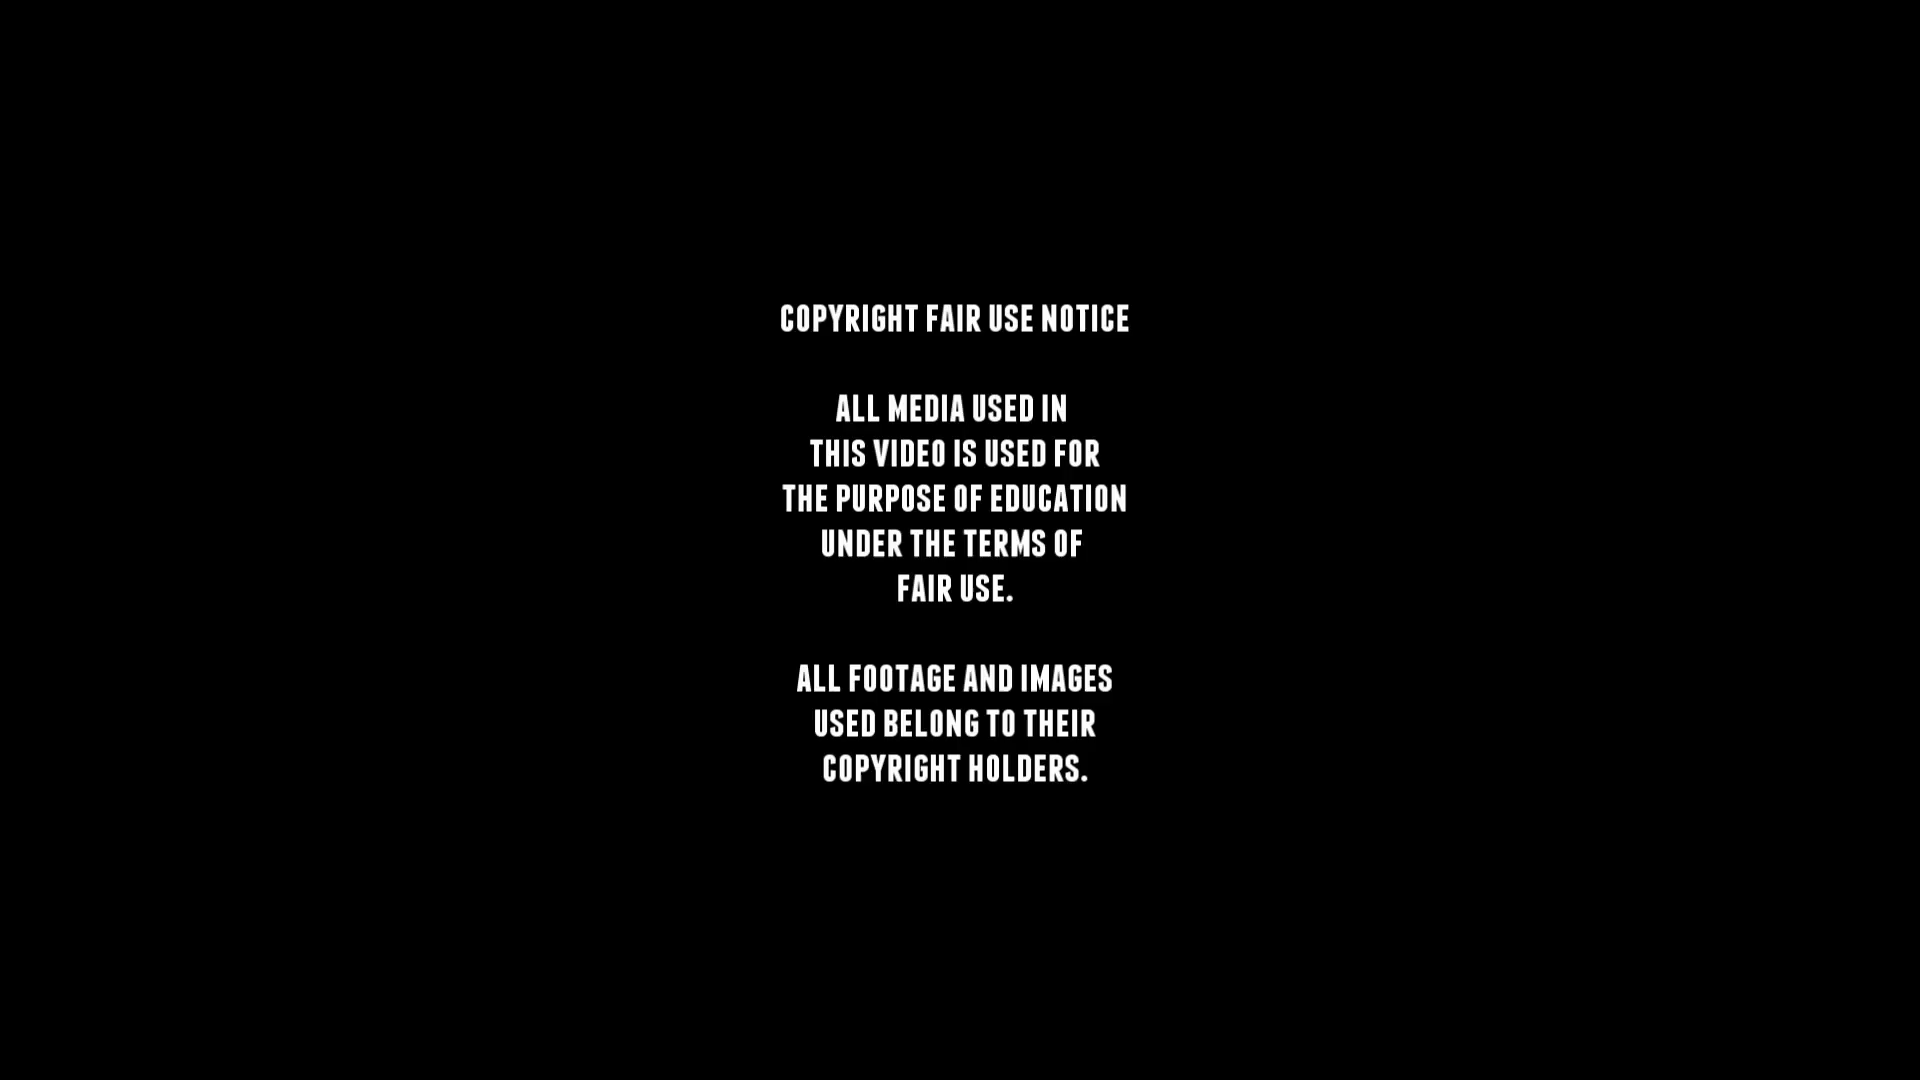 COPYRIGHT FAIR USE NOTICE
ALL MEDIA USED IN
THIS VIDEO IS USED FOR
THE PURPOSE OF EDUCATION
UNDER THE TERMS OF
FAIR USE.
ALL FOOTAGE AND IMAGES
USED BELONG TO THEIR
COPYRIGHT HOLDERS.